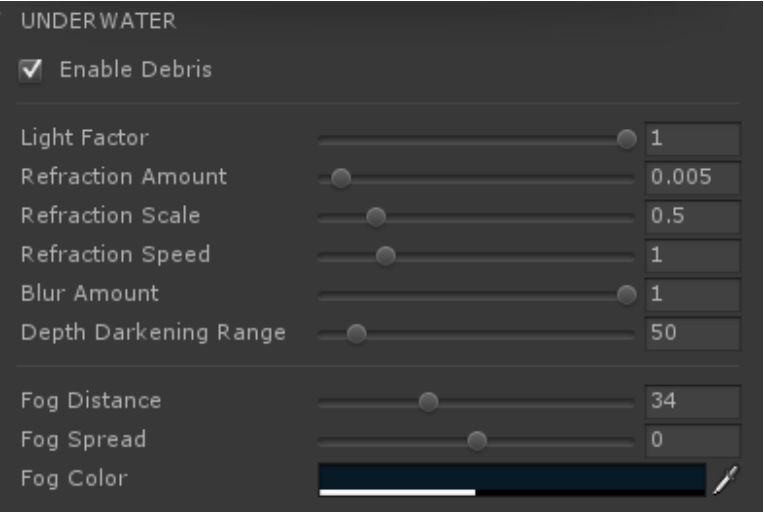 UNDERWATER
Enable Debris
Light Factor 1
Refraction Amount 0.005
Refraction Scale 0.5
Refraction Speed 1
Blur Amount 1
Depth Darkening Range 50
Fog Distance 34
Fog Spread 0
Fog Color